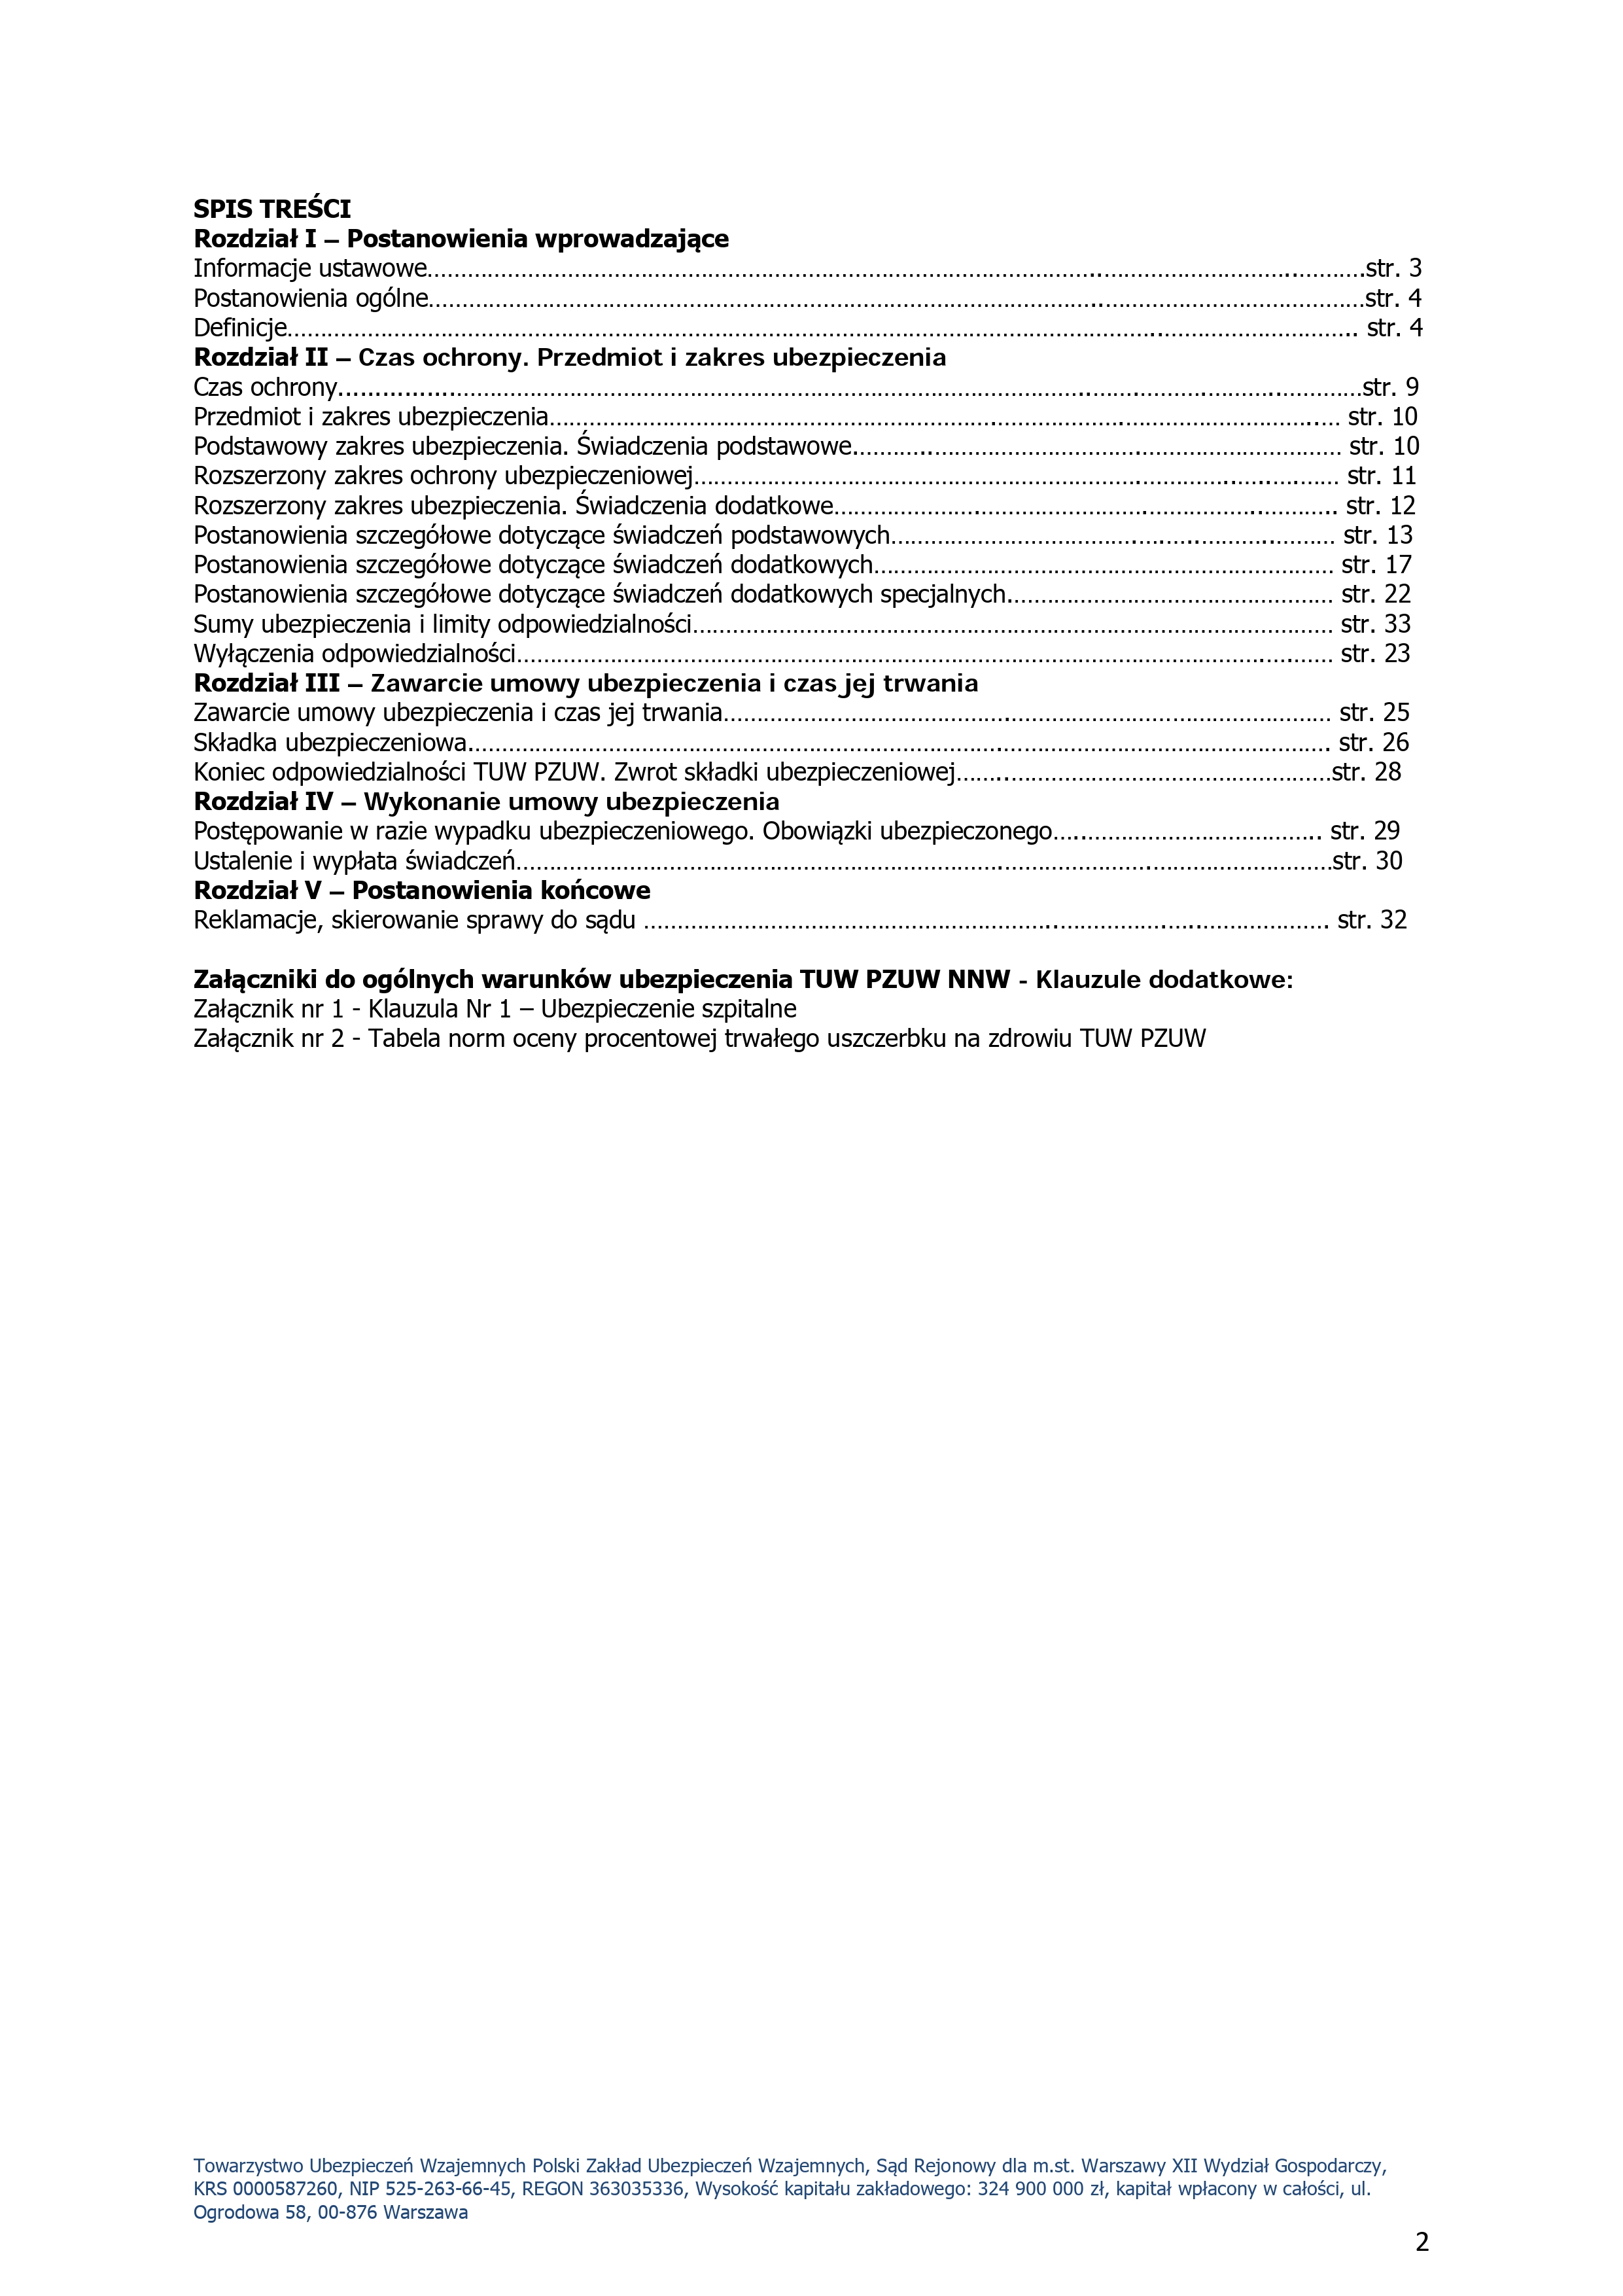 SPIS TREŚCI
Rozdział I – Postanowienia wprowadzające
Informacje ustawowe........................................................................................................................str. 3
Postanowienia ogólne........................................................................................................................str. 4
Definicje........................................................................................................................ str. 4
Rozdział II – Czas ochrony. Przedmiot i zakres ubezpieczenia
Czas ochrony........................................................................................................................str. 9
Przedmiot i zakres ubezpieczenia........................................................................................................ str. 10
Podstawowy zakres ubezpieczenia. Świadczenia podstawowe................................................................ str. 10
Rozszerzony zakres ochrony ubezpieczeniowej.................................................................................... str. 11
Rozszerzony zakres ubezpieczenia. Świadczenia dodatkowe.................................................................. str. 12
Postanowienia szczegółowe dotyczące świadczeń podstawowych.......................................................... str. 13
Postanowienia szczegółowe dotyczące świadczeń dodatkowych............................................................ str. 17
Postanowienia szczegółowe dotyczące świadczeń dodatkowych specjalnych.......................................... str. 22
Sumy ubezpieczenia i limity odpowiedzialności.................................................................................... str. 33
Wyłączenia odpowiedzialności............................................................................................................ str. 23
Rozdział III – Zawarcie umowy ubezpieczenia i czas jej trwania
Zawarcie umowy ubezpieczenia i czas jej trwania................................................................................ str. 25
Składka ubezpieczeniowa.................................................................................................................. str. 26
Koniec odpowiedzialności TUW PZUW. Zwrot składki ubezpieczeniowej..................................................str. 28
Rozdział IV – Wykonanie umowy ubezpieczenia
Postępowanie w razie wypadku ubezpieczeniowego. Obowiązki ubezpieczonego.................................... str. 29
Ustalenie i wypłata świadczeń............................................................................................................str. 30
Rozdział V – Postanowienia końcowe
Reklamacje, skierowanie sprawy do sądu .......................................................................................... str. 32
Załączniki do ogólnych warunków ubezpieczenia TUW PZUW NNW - Klauzule dodatkowe:
Załącznik nr 1 - Klauzula Nr 1 – Ubezpieczenie szpitalne
Załącznik nr 2 - Tabela norm oceny procentowej trwałego uszczerbku na zdrowiu TUW PZUW
Towarzystwo Ubezpieczeń Wzajemnych Polski Zakład Ubezpieczeń Wzajemnych, Sąd Rejonowy dla m.st. Warszawy XII Wydział Gospodarczy,
KRS 0000587260, NIP 525-263-66-45, REGON 363035336, Wysokość kapitału zakładowego: 324 900 000 zł, kapitał wpłacony w całości, ul.
Ogrodowa 58, 00-876 Warszawa
2